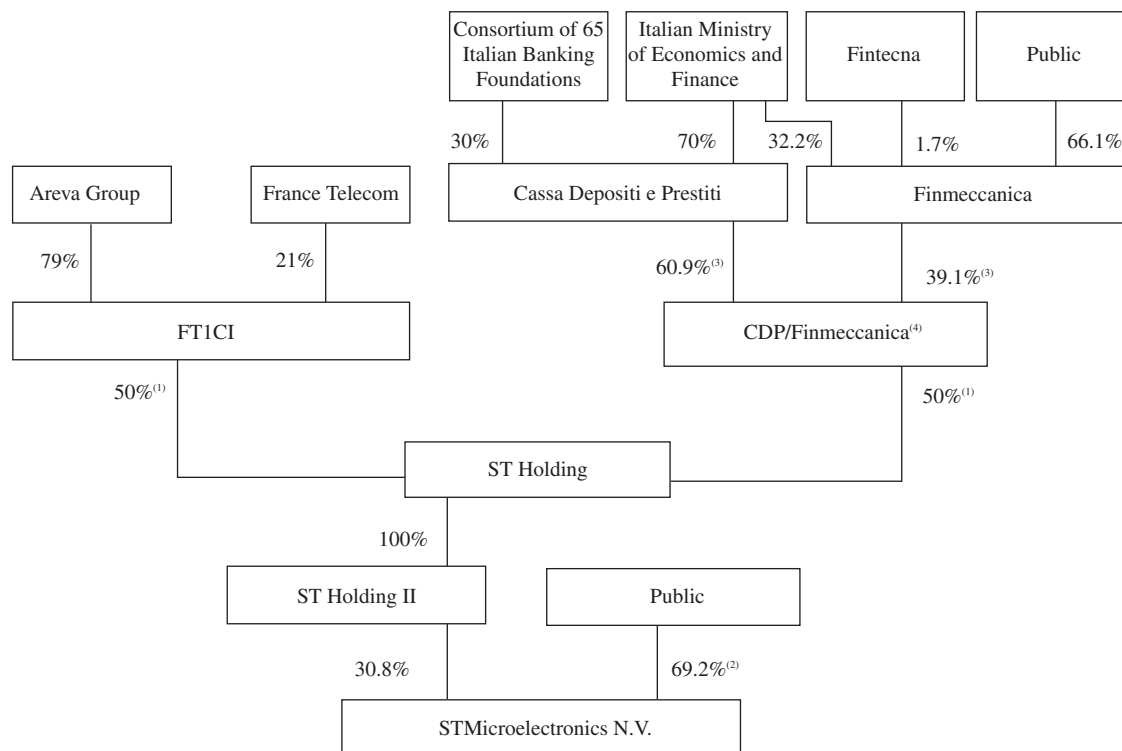 Consortium of 65
Italian Banking
Foundations
Italian Ministry
of Economics and
Finance
Fintecna
Public
30%
70%
32.2%
1.7%
66.1%
Areva Group
France Telecom
Cassa Depositi e Prestiti
Finmeccanica
79%
21%
60.9%(3)
39.1%(3)
FT1CI
CDP/Finmeccanica(4)
50%(1)
50%(1)
ST Holding
100%
ST Holding II
Public
30.8%
69.2%(2)
STMicroelectronics N.V.